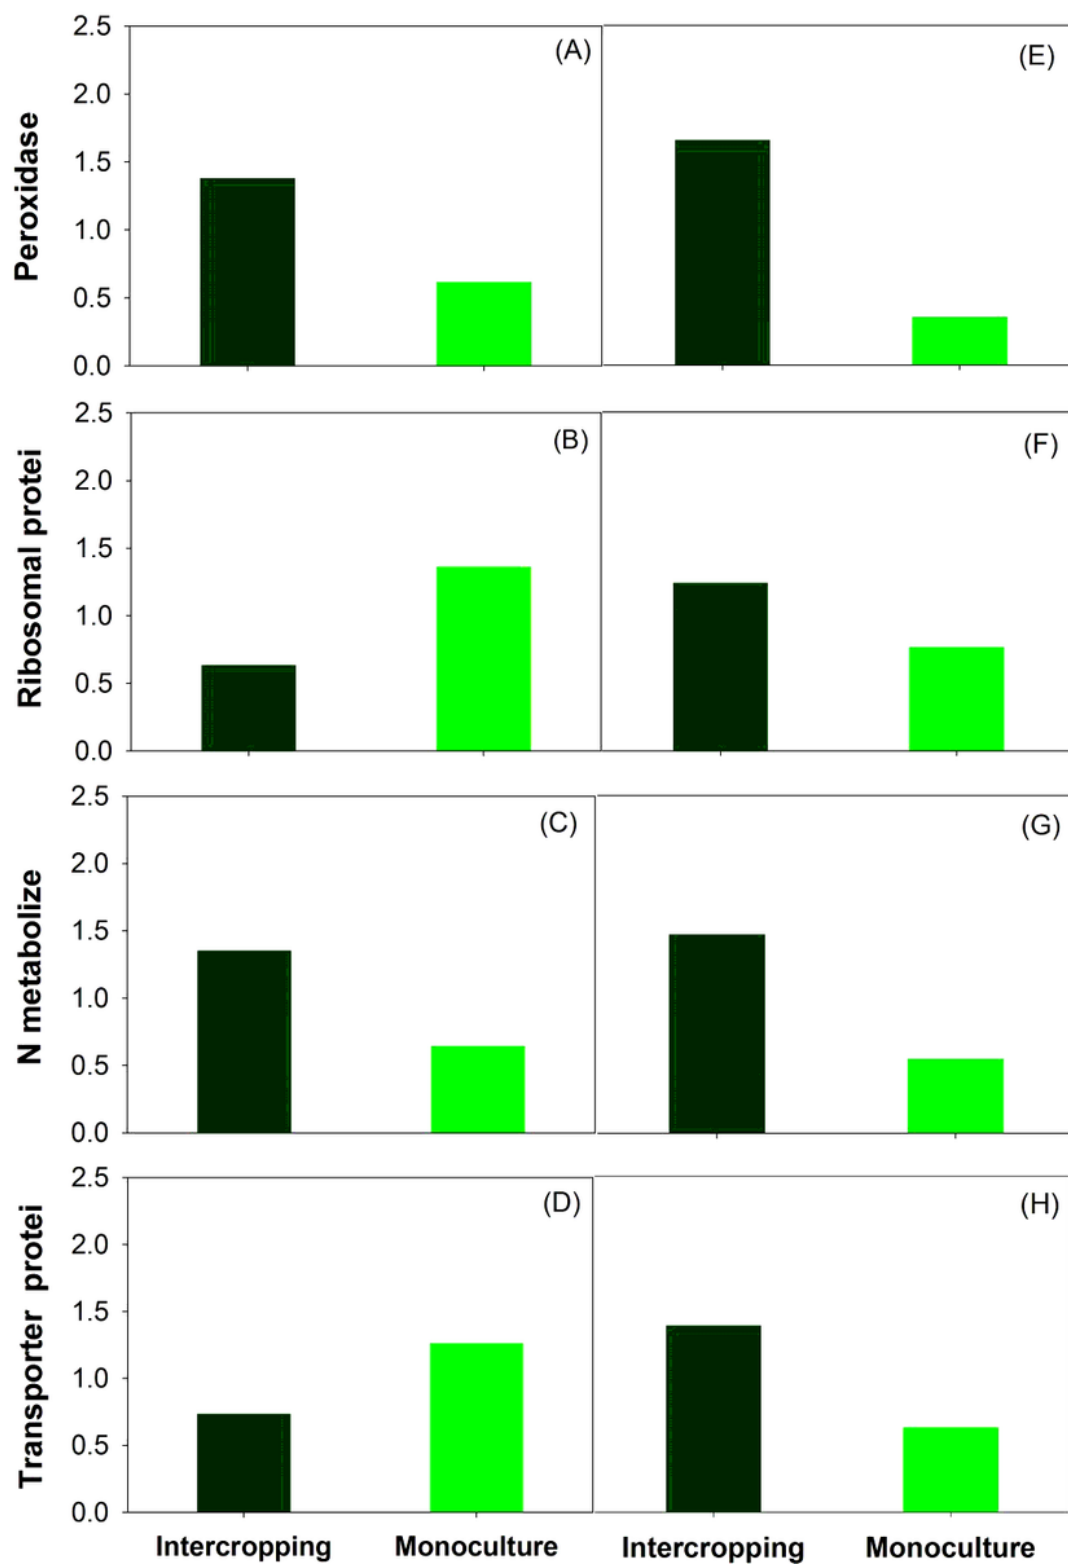 Peroxidase
2.5
2.0
1.5
1.0
0.5
0.0
(A)
(E)
Ribosomal protei
2.5
2.0
1.5
1.0
0.5
0.0
(B)
(F)
N metabolize
2.5
2.0
1.5
1.0
0.5
0.0
(C)
(G)
Transporter protei
2.5
2.0
1.5
1.0
0.5
0.0
(D)
(H)
Intercropping Monoculture Intercropping Monoculture